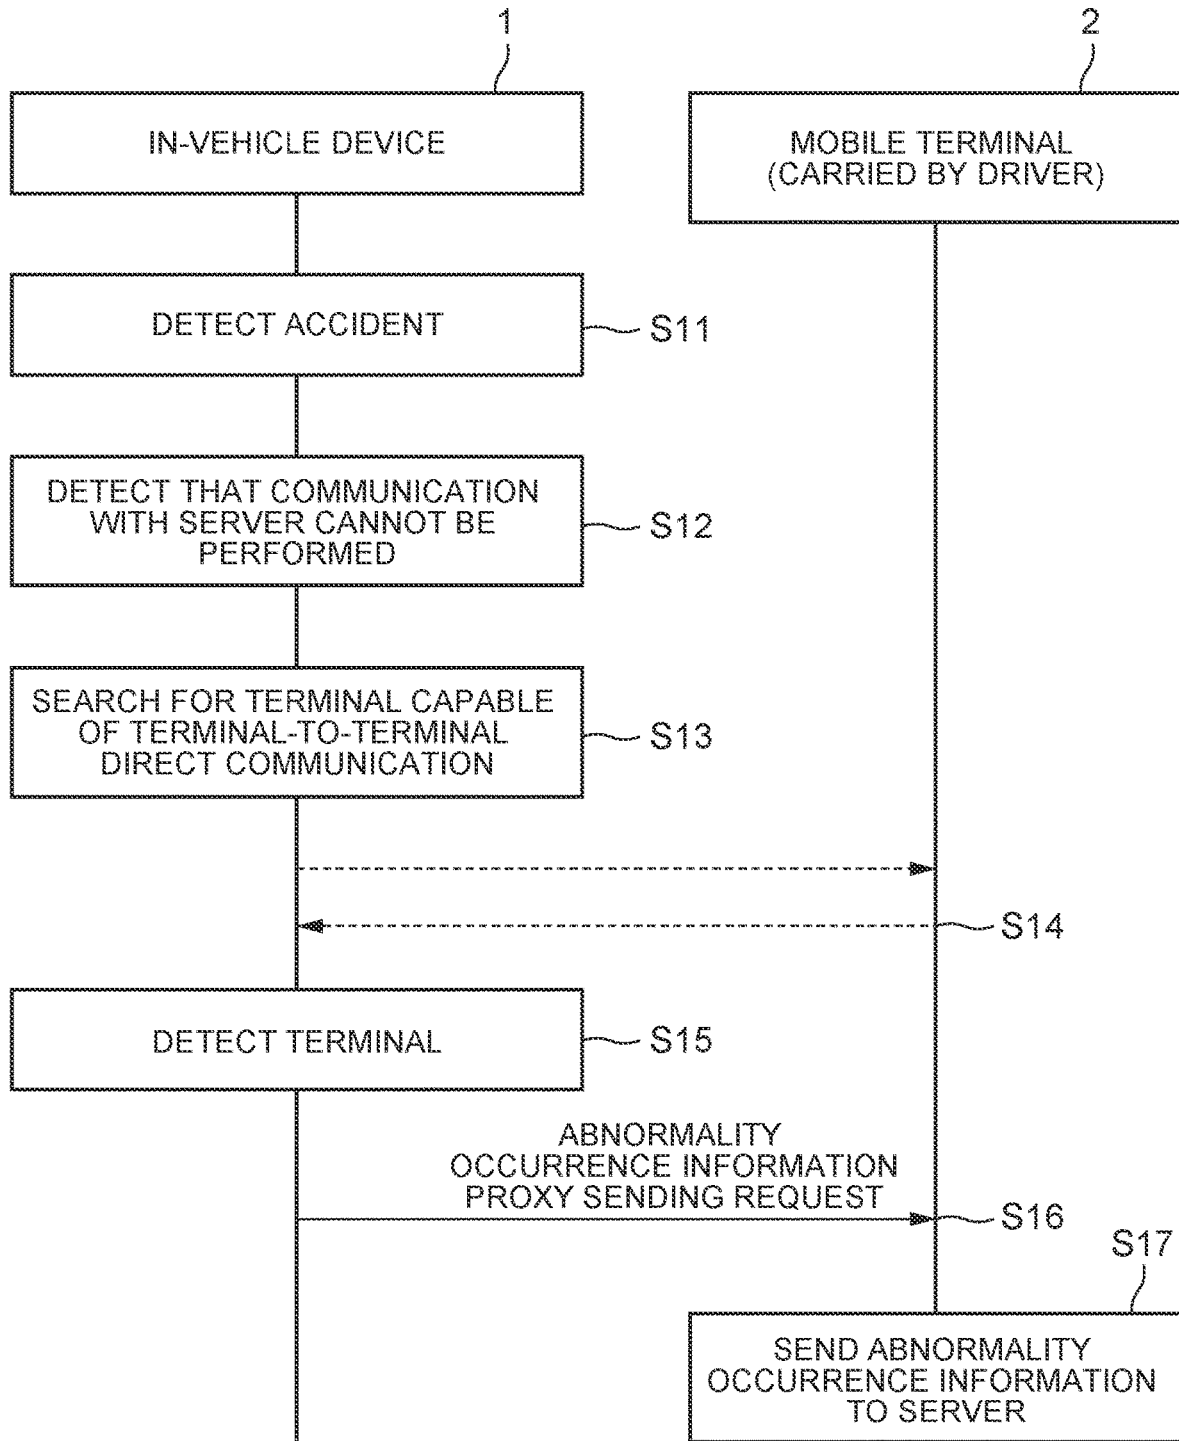 1
2
IN-VEHICLE DEVICE
MOBILE TERMINAL
(CARRIED BY DRIVER)
DETECT ACCIDENT
S11
DETECT THAT COMMUNICATION
WITH SERVER CANNOT BE
PERFORMED
S12
SEARCH FOR TERMINAL CAPABLE
OF TERMINAL-TO-TERMINAL
DIRECT COMMUNICATION
S13
S14
DETECT TERMINAL
S15
ABNORMALITY
OCCURRENCE INFORMATION
PROXY SENDING REQUEST
S16
S17
SEND ABNORMALITY
OCCURRENCE INFORMATION
TO SERVER